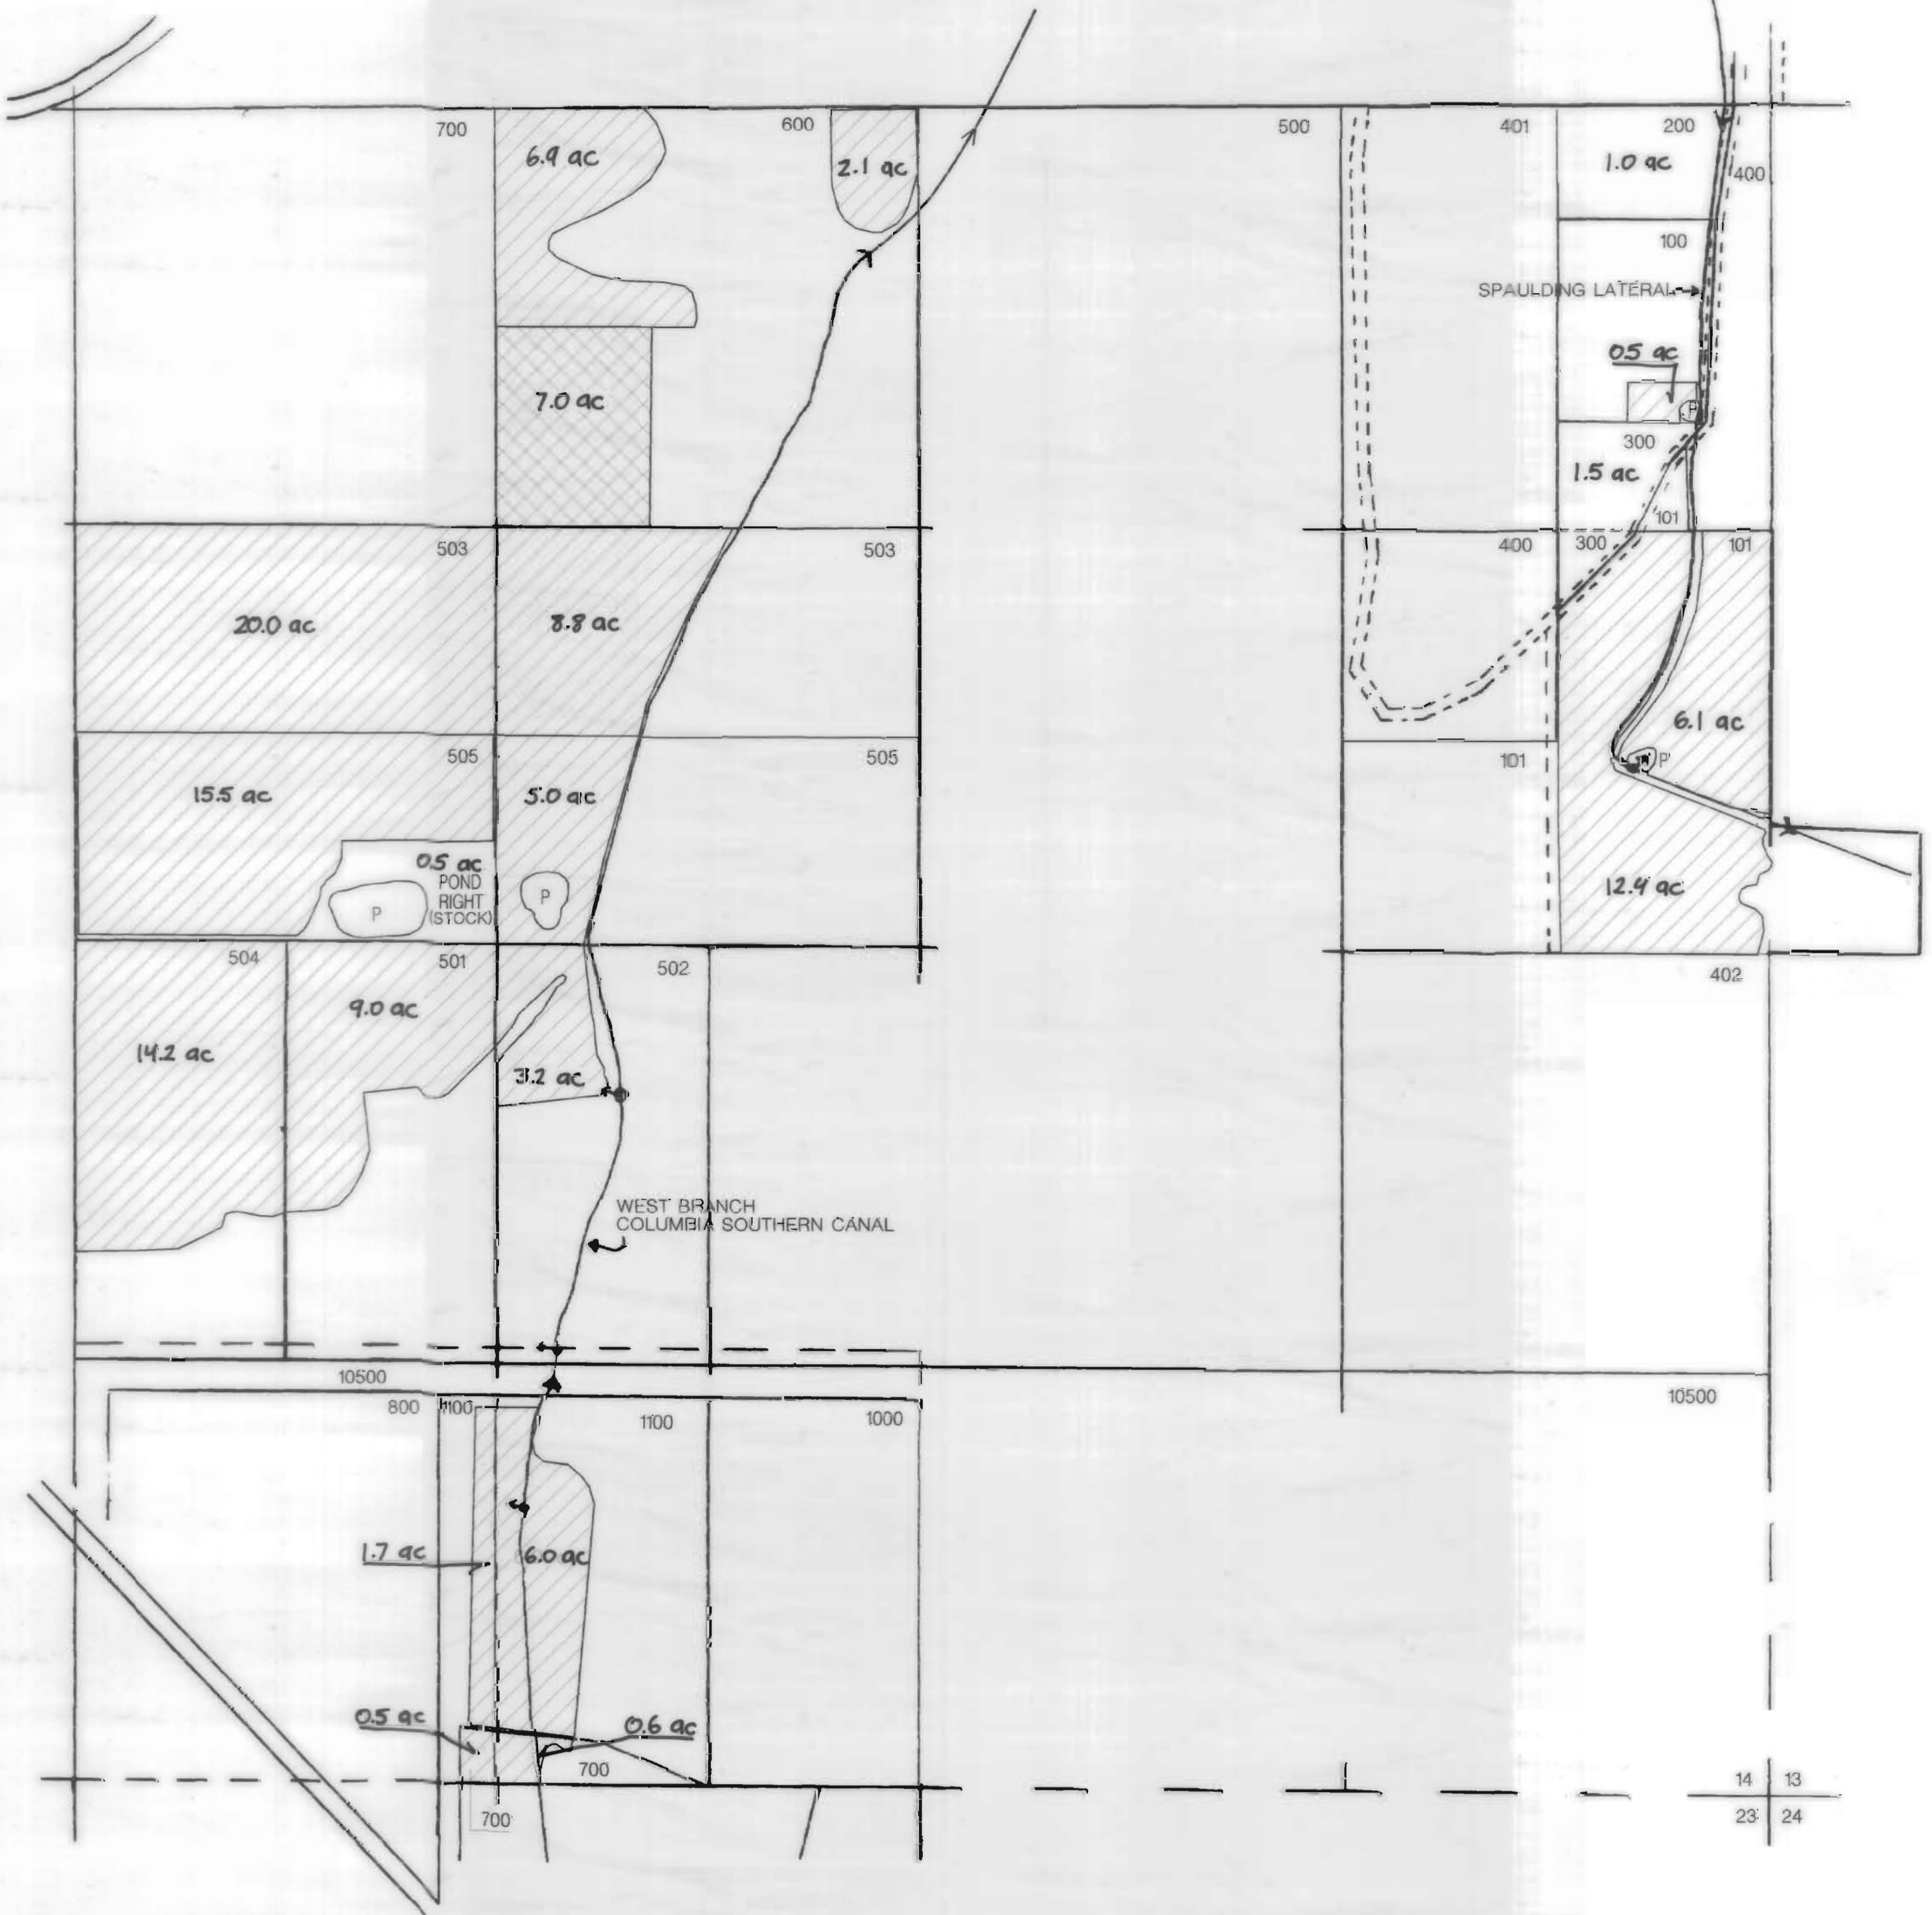 700
600
500
401
200
6.9 ac
2.1 ac
1.0 ac
400
100
SPAULDING LATERAL
0.5 ac
P
7.0 ac
300
1.5 ac
101
503
503
400
300
101
20.0 ac
8.8 ac
6.1 ac
505
505
101
P
15.5 ac
5.0 ac
0.5 ac
POND
RIGHT
(STOCK)
P
P
12.4 ac
504
501
502
402
9.0 ac
14.2 ac
3.2 ac
WEST BRANCH
COLUMBIA SOUTHERN CANAL
10500
10500
800
1100
1100
1000
1.7 ac
6.0 ac
0.5 ac
0.6 ac
700
700
14 13
23 24